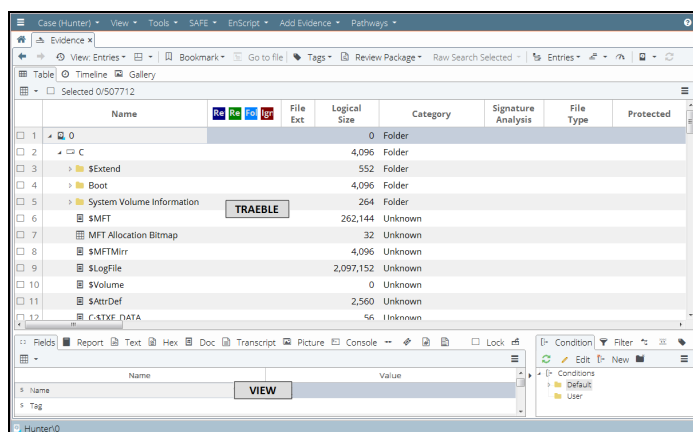 Case (Hunter) View Tools SAFE EnScript Add Evidence Pathways
Evidence ×
View: Entries Bookmark Go to file Tags Review Package Raw Search Selected Entries
Table Timeline Gallery
Selected 0/507712
Name Re Re Fol Igr File Ext Logical Size Category Signature Analysis File Type Protected
1 0 0 Folder
2 C 4,096 Folder
3 $Extend 552 Folder
4 Boot 4,096 Folder
5 System Volume Information 264 Folder
TRAEBLE
6 $MFT 262,144 Unknown
7 MFT Allocation Bitmap 32 Unknown
8 $MFTMirr 4,096 Unknown
9 $LogFile 2,097,152 Unknown
10 $Volume 0 Unknown
11 $AttrDef 2,560 Unknown
12 C:$TXF_DATA 56 Unknown
Fields Report Text Hex Doc Transcript Picture Console Lock Condition Filter
Edit New
Name Value
Conditions
Default
User
S Name
VIEW
S Tag
Hunter\0